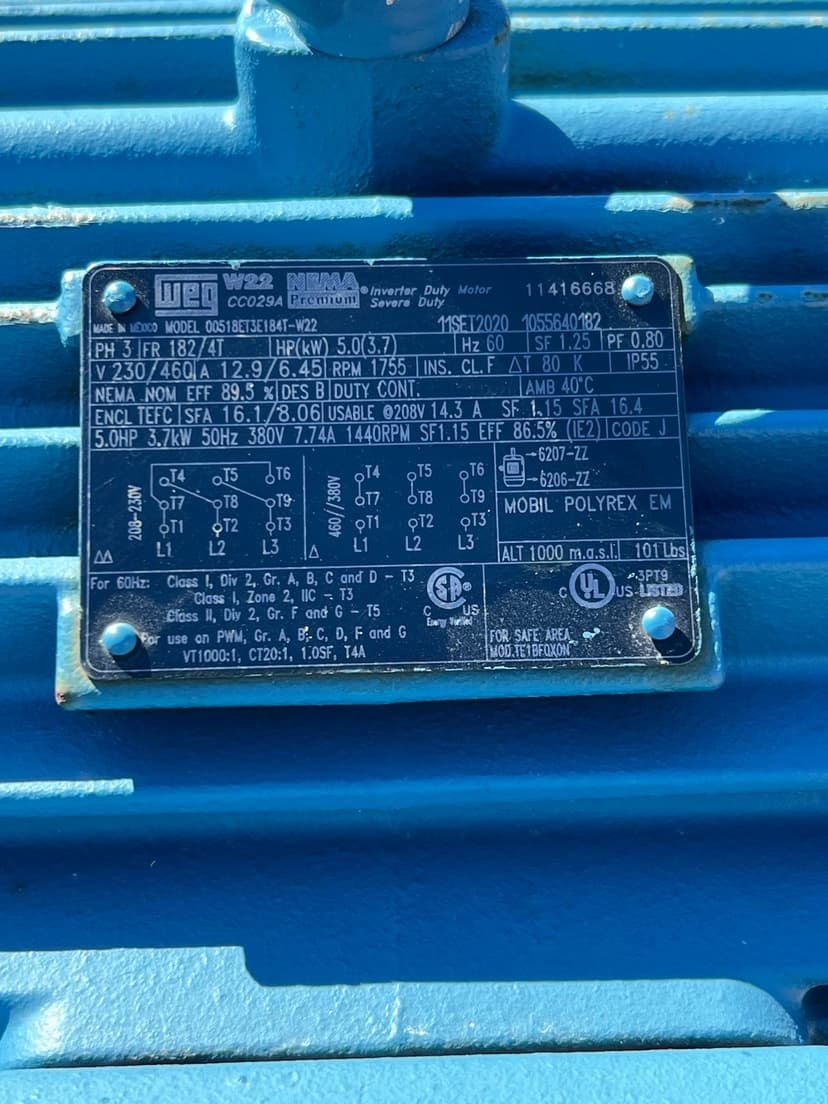 WEG W22 NEMA Premium ® Inverter Duty Motor 11416668
CC029A Severe Duty
MADE IN MEXICO MODEL 00518ET3E184T-W22 11SET2020 1055640182
PH 3 FR 182/4T HP(kW) 5.0(3.7) Hz 60 SF 1.25 PF 0.80
V 230/460 A 12.9/6.45 RPM 1755 INS. CL.F ΔT 80 K IP55
NEMA NOM EFF 89.5 % DES B DUTY CONT. AMB 40°C
ENCL TEFC SFA 16.1/8.06 USABLE @208V 14.3 A SF 1.15 SFA 16.4
5.0HP 3.7kW 50Hz 380V 7.74A 1440RPM SF1.15 EFF 86.5% (IE2) CODE J
208-230V
T4 T5 T6
T7 T8 T9
T1 T2 T3
ΔΔ L1 L2 L3
460//380V
T4 T5 T6
T7 T8 T9
T1 T2 T3
Δ L1 L2 L3
6207-ZZ
6206-ZZ
MOBIL POLYREX EM
ALT 1000 m.a.s.l. 101 Lbs
For 60Hz: Class I, Div 2, Gr. A, B, C and D - T3
Class I, Zone 2, IIC - T3
Class II, Div 2, Gr. F and G - T5
For use on PWM, Gr. A, B, C, D, F and G
VT1000:1, CT20:1, 1.0SF, T4A
CSA®
C US
Energy Verified
3PT9
C UL US LISTED
FOR SAFE AREA
MOD.TE1BF0X0N